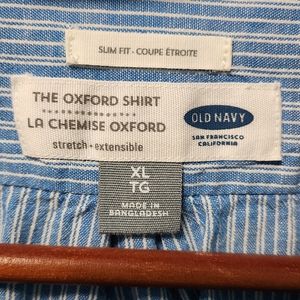 SLIM FIT · COUPE ÉTROITE
THE OXFORD SHIRT
LA CHEMISE OXFORD
stretch · extensible
OLD NAVY
SAN FRANCISCO
CALIFORNIA
XL
TG
MADE IN
BANGLADESH